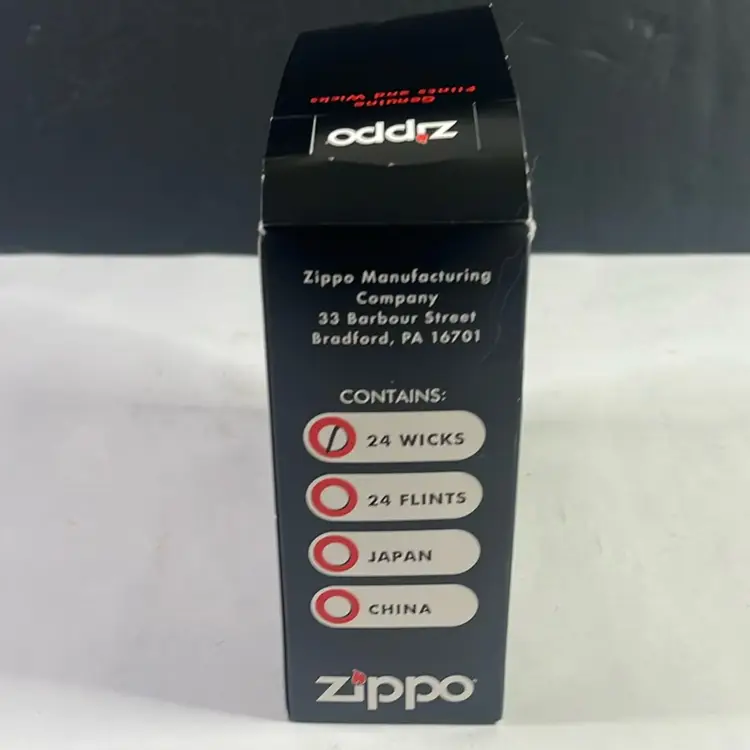 Genuine
Flints and Wicks
zippo
Zippo Manufacturing
Company
33 Barbour Street
Bradford, PA 16701
CONTAINS:
24 WICKS
24 FLINTS
JAPAN
CHINA
zippo